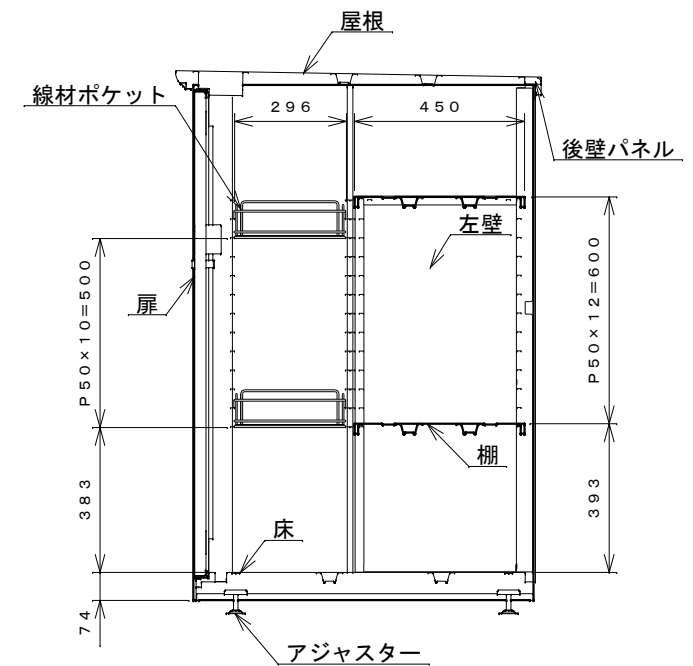 屋根
線材ポケット
296
450
後壁パネル
左壁
扉
P50×10=500
P50×12=600
棚
383
393
床
74
アジャスター